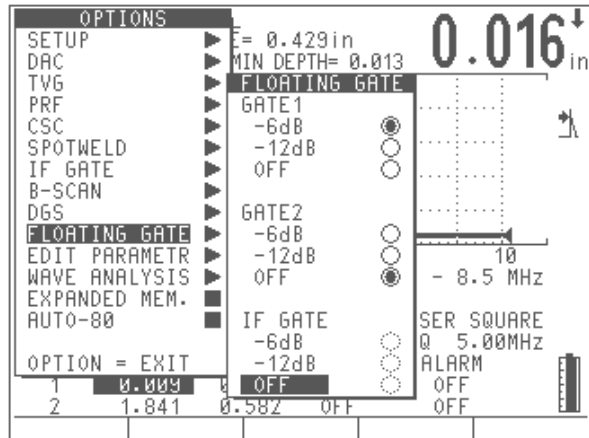 OPTIONS
SETUP
DAC
TVG
PRF
CSC
SPOTWELD
IF GATE
B-SCAN
DGS
FLOATING GATE
EDIT PARAMETR
WAVE ANALYSIS
EXPANDED MEM.
AUTO-80
OPTION = EXIT
E= 0.429in
MIN DEPTH= 0.013
0.016 in
FLOATING GATE
GATE1
-6dB
-12dB
OFF
GATE2
-6dB
-12dB
OFF
IF GATE
-6dB
-12dB
OFF
10
- 8.5 MHz
SER SQUARE
Q 5.00MHz
ALARM
1 0.009 OFF
2 1.841 0.582 OFF OFF